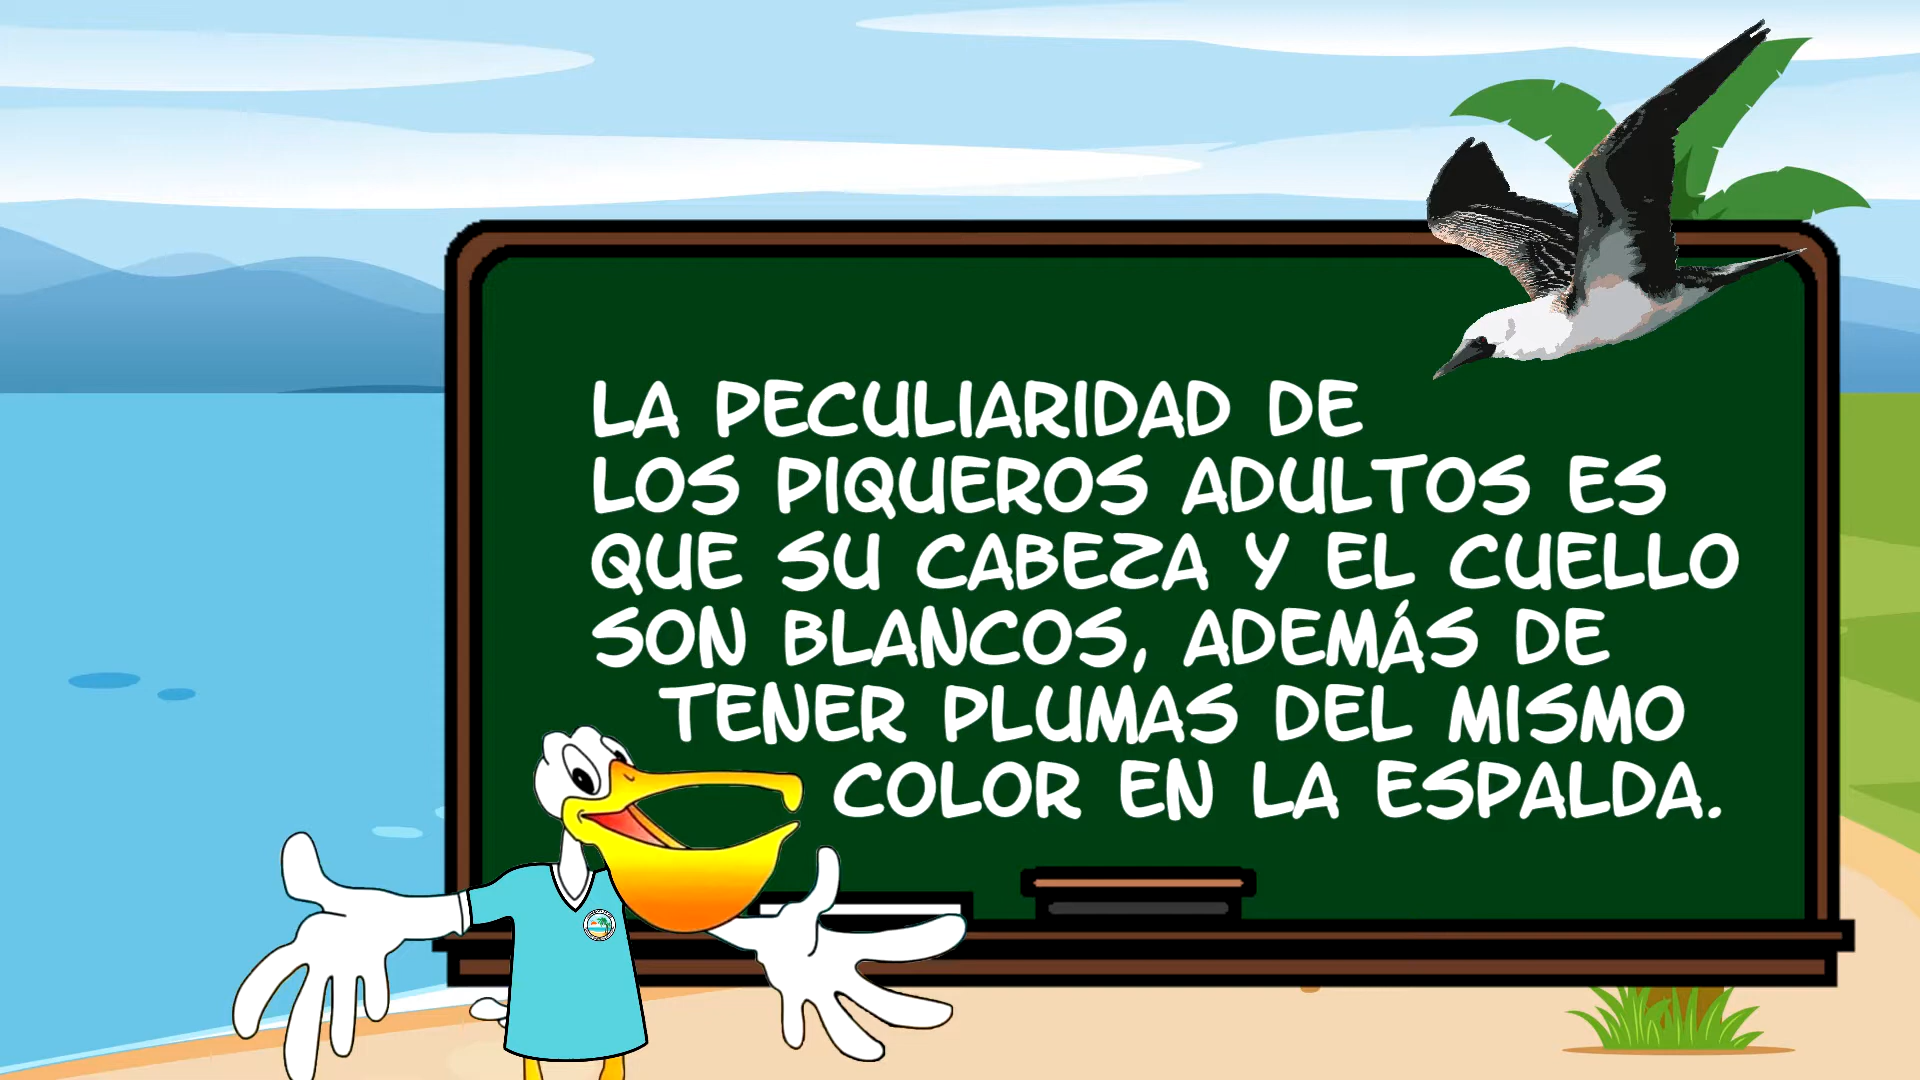 LA PECULIARIDAD DE
LOS PIQUEROS ADULTOS ES
QUE SU CABEZA Y EL CUELLO
SON BLANCOS, ADEMÁS DE
TENER PLUMAS DEL MISMO
COLOR EN LA ESPALDA.